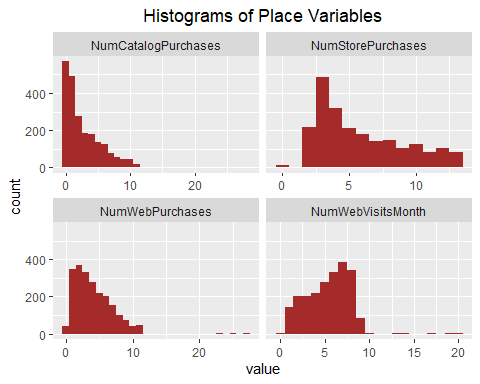 Histograms of Place Variables
NumCatalogPurchases
NumStorePurchases
400
200
0
0 10 20
0 5 10
NumWebPurchases
NumWebVisitsMonth
400
200
0
0 10 20
0 5 10 15 20
count
value